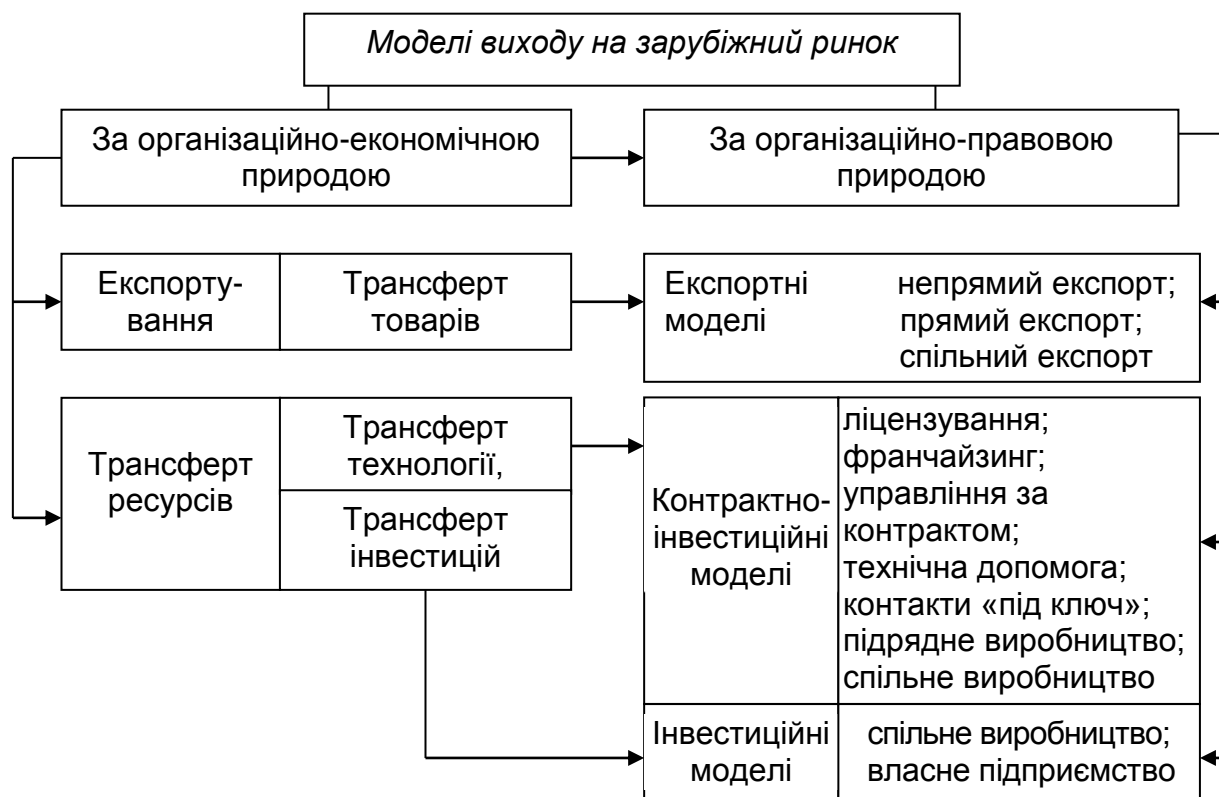 Моделі виходу на зарубіжний ринок
За організаційно-економічною
природою
За організаційно-правовою
природою
Експорту-
вання
Трансферт
товарів
Експортні
моделі
непрямий експорт;
прямий експорт;
спільний експорт
Трансферт
ресурсів
Трансферт
технології,
Трансферт
інвестицій
Контрактно-
інвестиційні
моделі
ліцензування;
франчайзинг;
управління за
контрактом;
технічна допомога;
контакти «під ключ»;
підрядне виробництво;
спільне виробництво
Інвестиційні
моделі
спільне виробництво;
власне підприємство